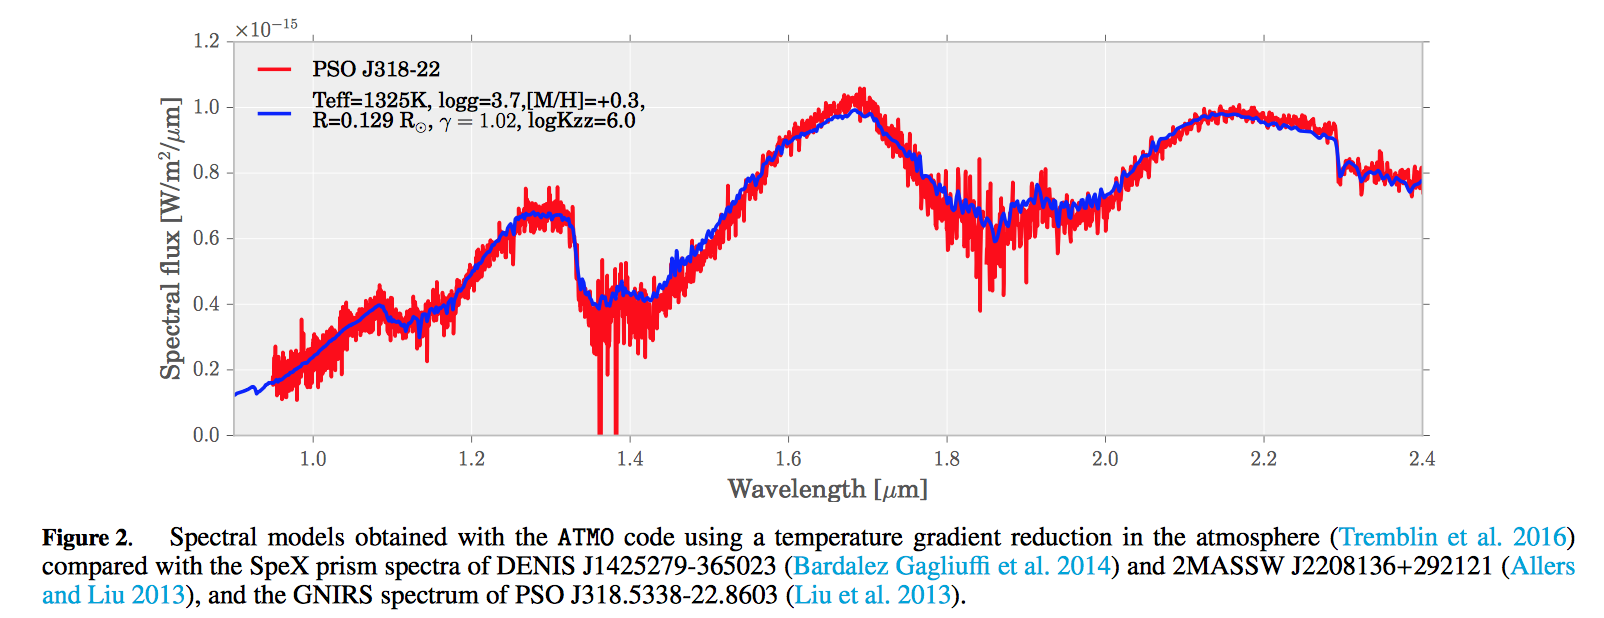 ×10⁻¹⁵
1.2
1.0
0.8
0.6
0.4
0.2
0.0
Spectral flux [W/m²/μm]
PSO J318-22
Teff=1325K, logg=3.7,[M/H]=+0.3,
R=0.129 R⊙, γ = 1.02, logKzz=6.0
1.0 1.2 1.4 1.6 1.8 2.0 2.2 2.4
Wavelength [μm]
Figure 2. Spectral models obtained with the ATMO code using a temperature gradient reduction in the atmosphere (Tremblin et al. 2016)
compared with the SpeX prism spectra of DENIS J1425279-365023 (Bardalez Gagliuffi et al. 2014) and 2MASSW J2208136+292121 (Allers
and Liu 2013), and the GNIRS spectrum of PSO J318.5338-22.8603 (Liu et al. 2013).